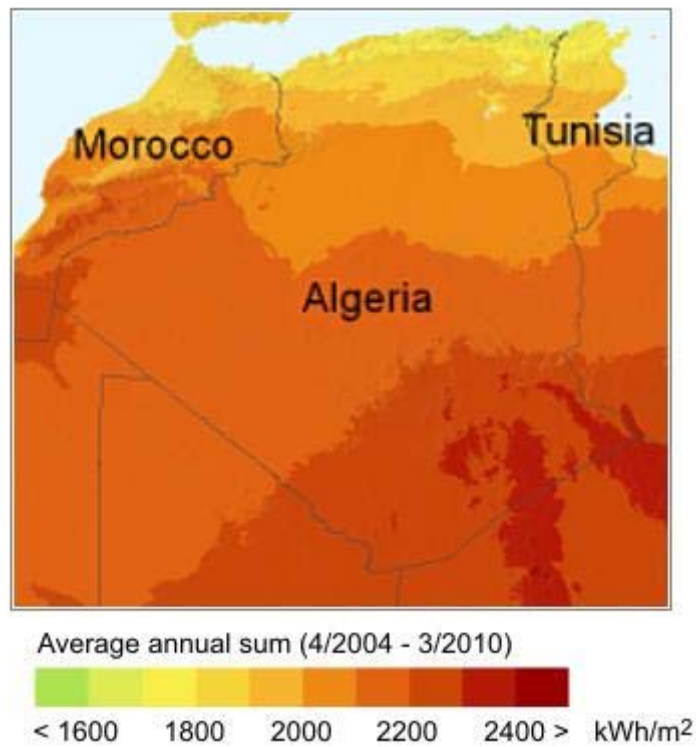 Morocco
Tunisia
Algeria
Average annual sum (4/2004 - 3/2010)
< 1600 1800 2000 2200 2400 > kWh/m²